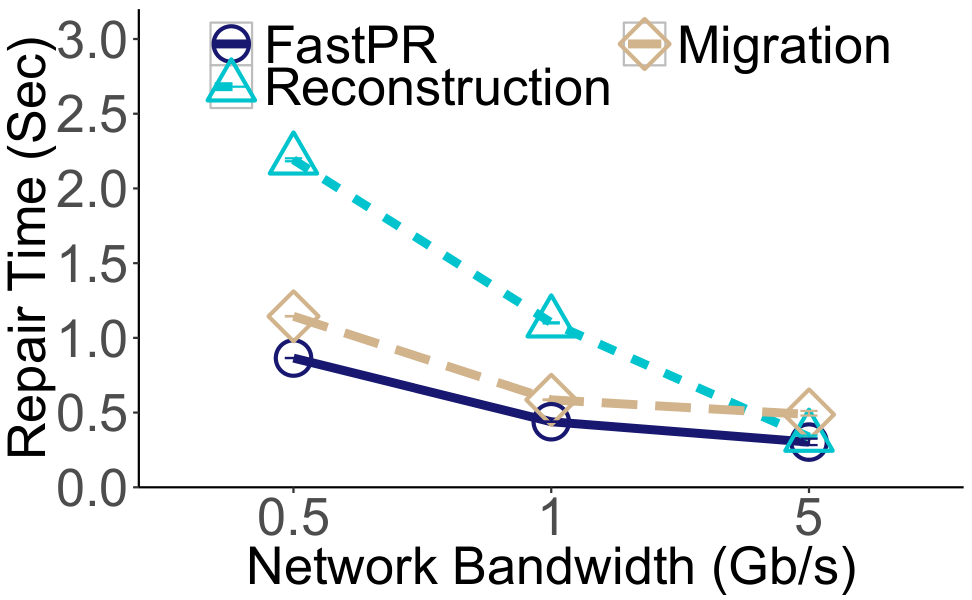 FastPR
Migration
Reconstruction
Repair Time (Sec)
3.0
2.5
2.0
1.5
1.0
0.5
0.0
0.5 1 5
Network Bandwidth (Gb/s)